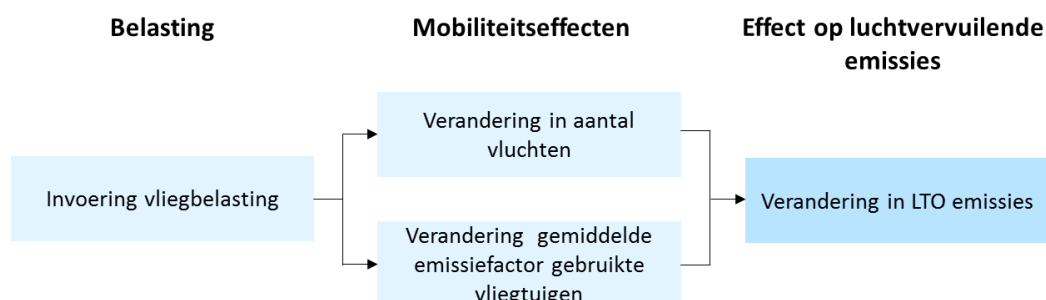 Belasting
Mobiliteitseffecten
Effect op luchtvervuilende
emissies
Invoering vliegbelasting
Verandering in aantal
vluchten
Verandering gemiddelde
emissiefactor gebruikte
vliegtuigen
Verandering in LTO emissies